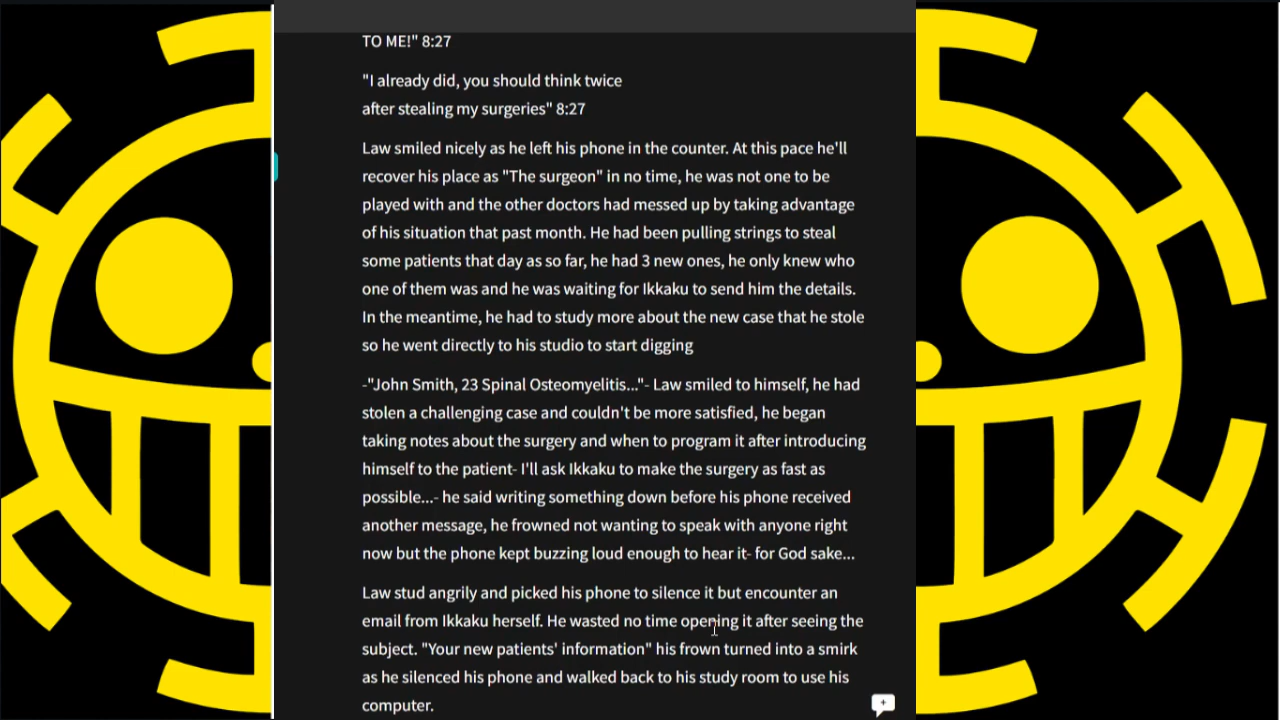 TO ME!" 8:27
"I already did, you should think twice
after stealing my surgeries" 8:27
Law smiled nicely as he left his phone in the counter. At this pace he'll
recover his place as "The surgeon" in no time, he was not one to be
played with and the other doctors had messed up by taking advantage
of his situation that past month. He had been pulling strings to steal
some patients that day as so far, he had 3 new ones, he only knew who
one of them was and he was waiting for Ikkaku to send him the details.
In the meantime, he had to study more about the new case that he stole
so he went directly to his studio to start digging
-"John Smith, 23 Spinal Osteomyelitis..."- Law smiled to himself, he had
stolen a challenging case and couldn't be more satisfied, he began
taking notes about the surgery and when to program it after introducing
himself to the patient- I'll ask Ikkaku to make the surgery as fast as
possible...- he said writing something down before his phone received
another message, he frowned not wanting to speak with anyone right
now but the phone kept buzzing loud enough to hear it- for God sake...
Law stud angrily and picked his phone to silence it but encounter an
email from Ikkaku herself. He wasted no time opening it after seeing the
subject. "Your new patients' information" his frown turned into a smirk
as he silenced his phone and walked back to his study room to use his
computer.